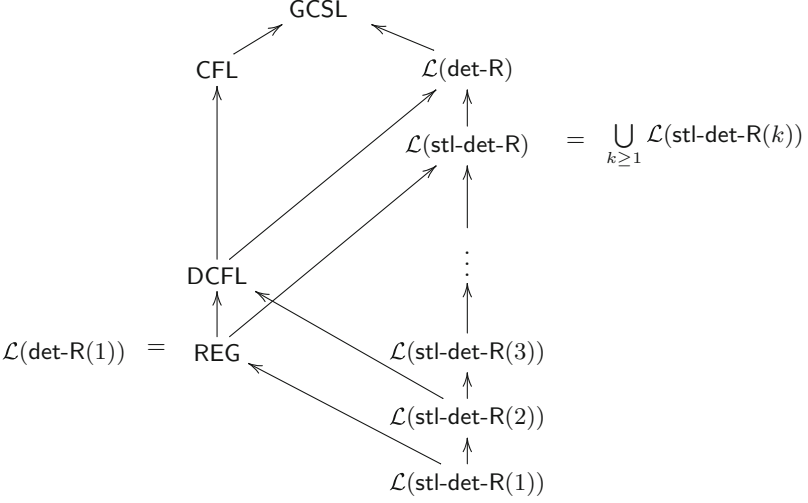 GCSL
CFL
ℒ(det-R)
ℒ(stl-det-R) = ⋃ ℒ(stl-det-R(k))
k≥1
⋮
DCFL
ℒ(det-R(1)) = REG
ℒ(stl-det-R(3))
ℒ(stl-det-R(2))
ℒ(stl-det-R(1))